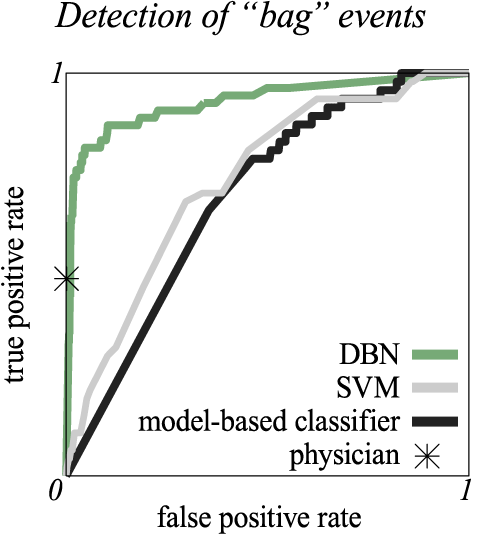 Detection of “bag” events
1
true positive rate
DBN
SVM
model-based classifier
physician
0
1
false positive rate